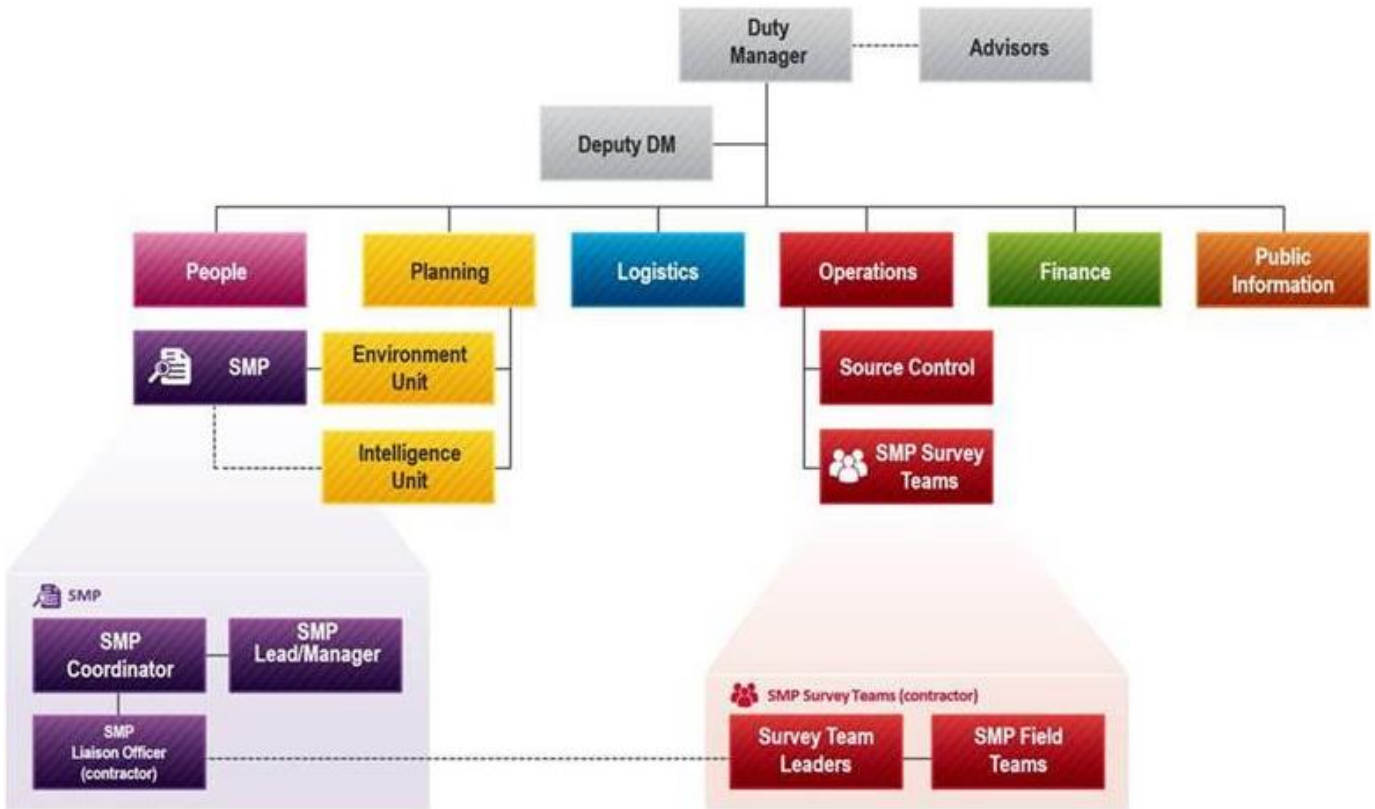 Duty
Manager
Advisors
Deputy DM
People
Planning
Logistics
Operations
Finance
Public
Information
SMP
Environment
Unit
Source Control
Intelligence
Unit
SMP Survey
Teams
SMP
SMP
Coordinator
SMP
Lead/Manager
SMP
Liaison Officer
(contractor)
SMP Survey Teams (contractor)
Survey Team
Leaders
SMP Field
Teams